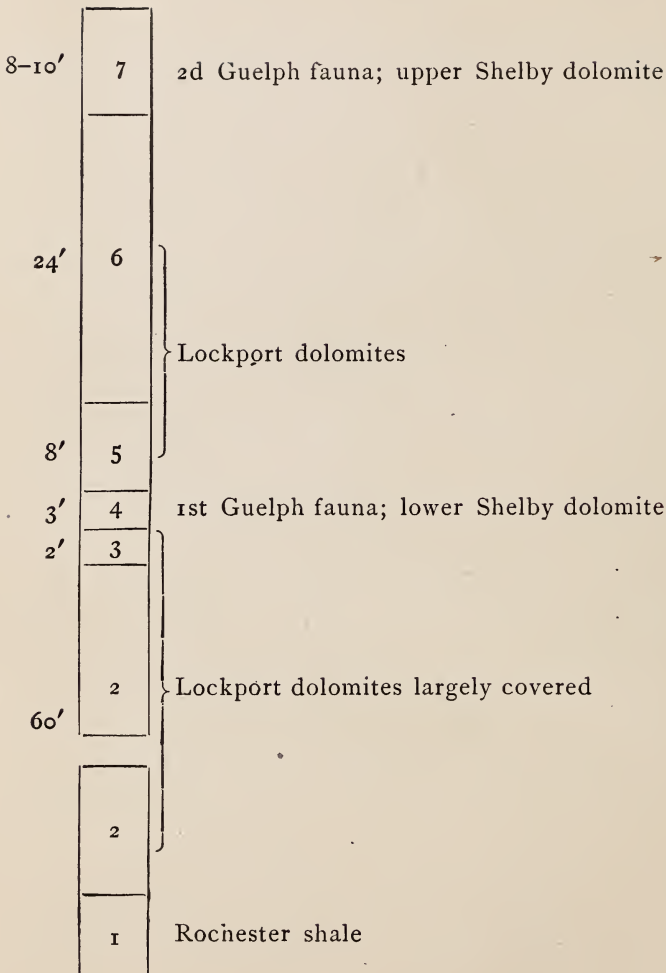 8-10′ 7 2d Guelph fauna; upper Shelby dolomite
24′ 6
Lockport dolomites
8′ 5
3′ 4 1st Guelph fauna; lower Shelby dolomite
2′ 3
2 Lockport dolomites largely covered
60′
2
1 Rochester shale